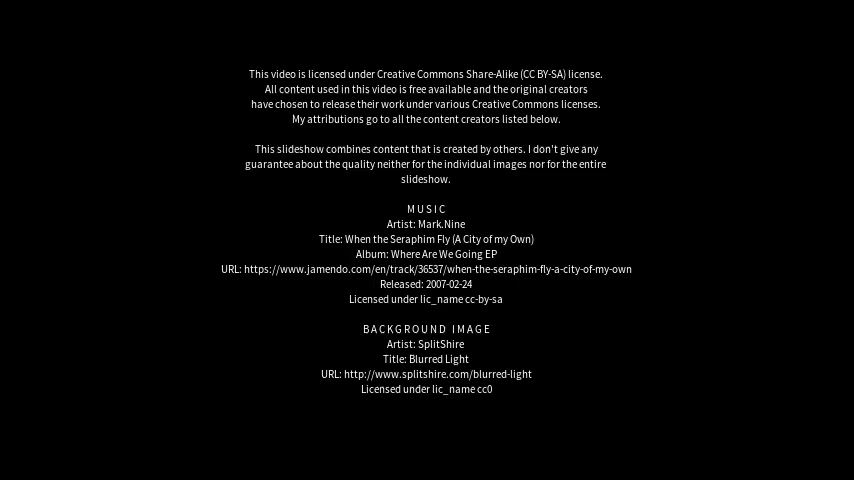 This video is licensed under Creative Commons Share-Alike (CC BY-SA) license.
All content used in this video is free available and the original creators
have chosen to release their work under various Creative Commons licenses.
My attributions go to all the content creators listed below.
This slideshow combines content that is created by others. I don't give any
guarantee about the quality neither for the individual images nor for the entire
slideshow.
M U S I C
Artist: Mark.Nine
Title: When the Seraphim Fly (A City of my Own)
Album: Where Are We Going EP
URL: https://www.jamendo.com/en/track/36537/when-the-seraphim-fly-a-city-of-my-own
Released: 2007-02-24
Licensed under lic_name cc-by-sa
B A C K G R O U N D   I M A G E
Artist: SplitShire
Title: Blurred Light
URL: http://www.splitshire.com/blurred-light
Licensed under lic_name cc0